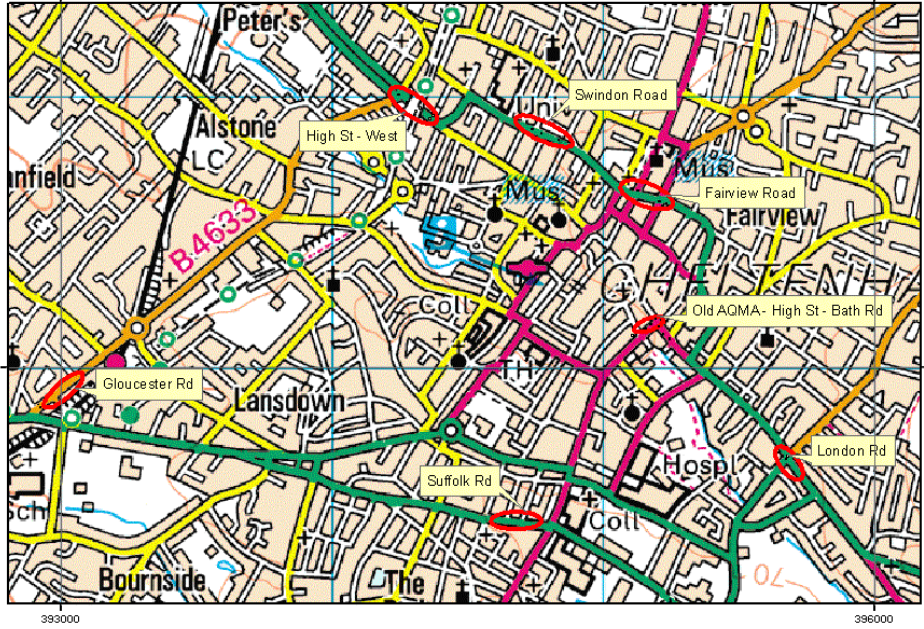 Peter's
Swindon Road
Uni
High St - West
Alstone
LC
Mus
Mus
Fairview Road
anfield
Fairview
B4633
CHELTENH
Coll
Old AQMA - High St - Bath Rd
TH
Gloucester Rd
Lansdown
London Rd
Hospl
Suffolk Rd
Sch
Coll
Bournside
The
70
393000
396000